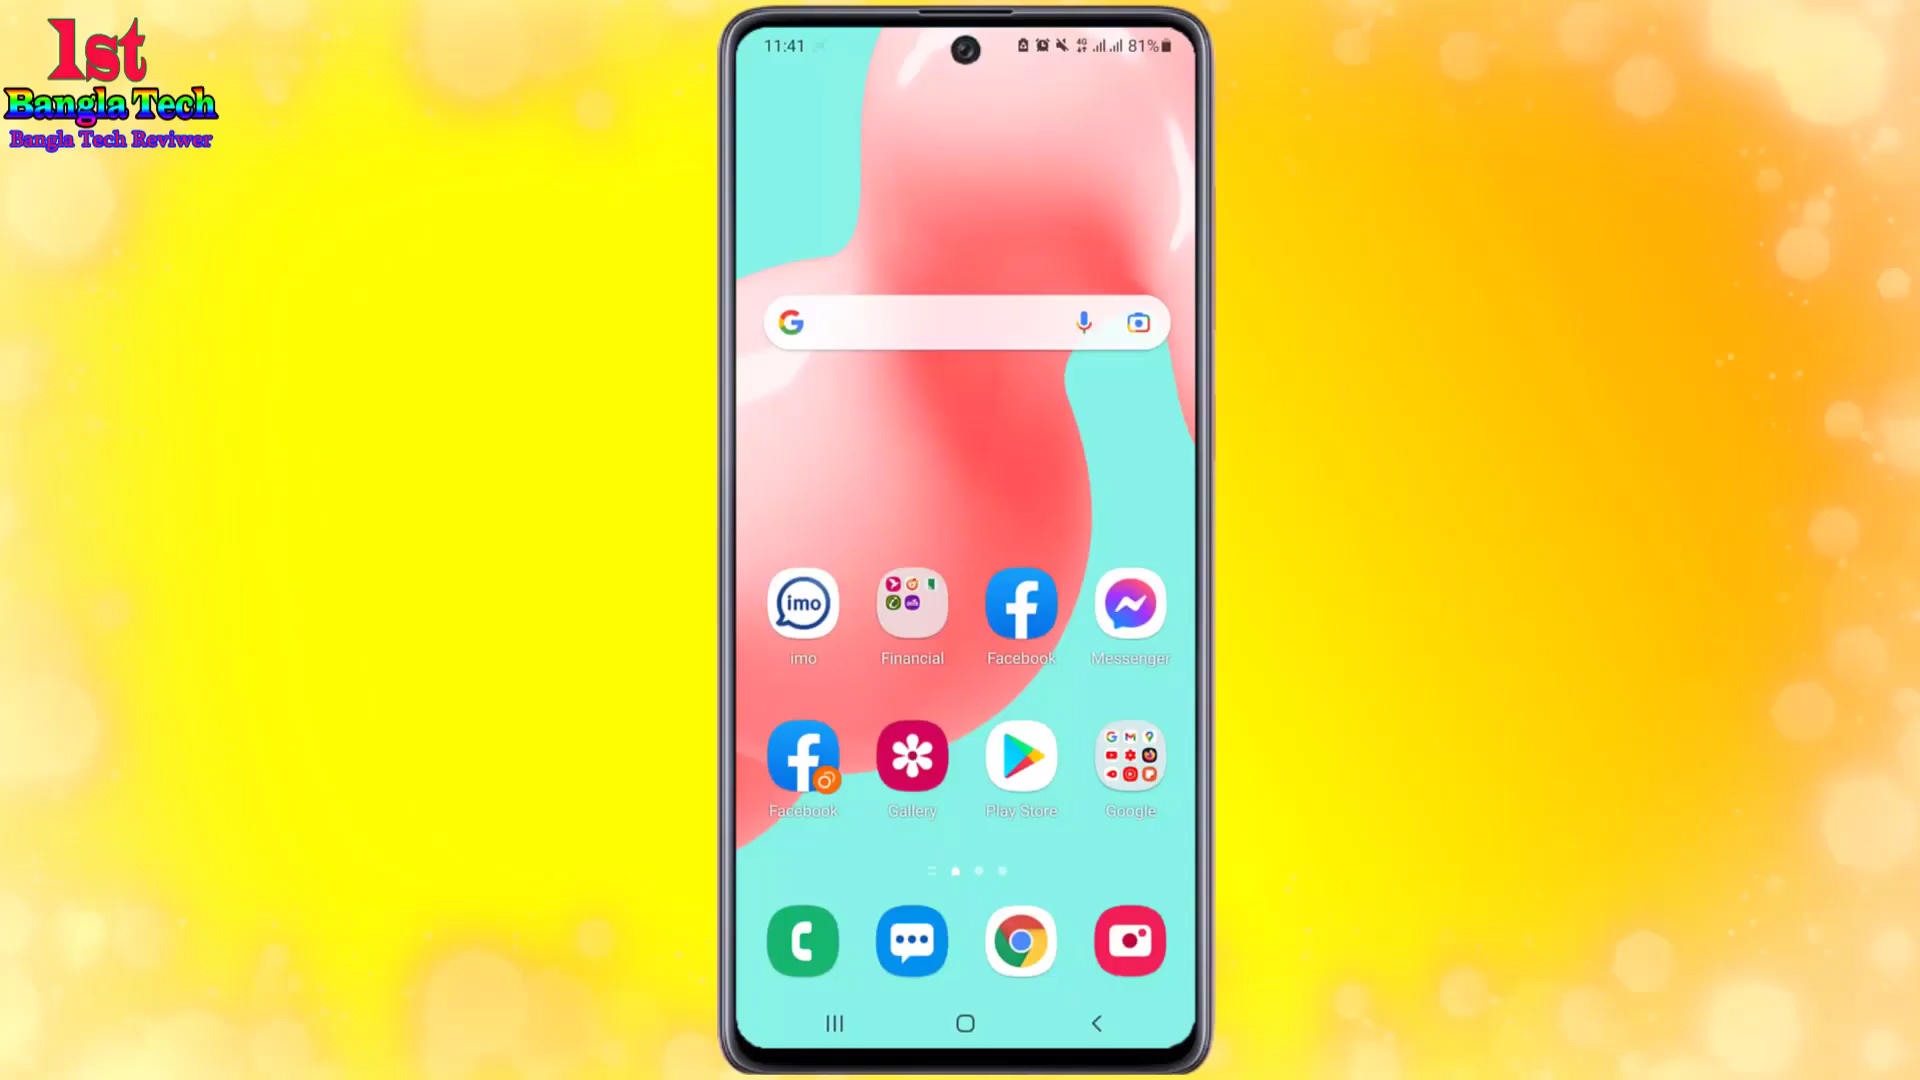 1st
Bangla Tech
Bangla Tech Reviwer
11:41
4G
81%
imo
imo
Financial
Facebook
Messenger
Facebook
Gallery
Play Store
Google